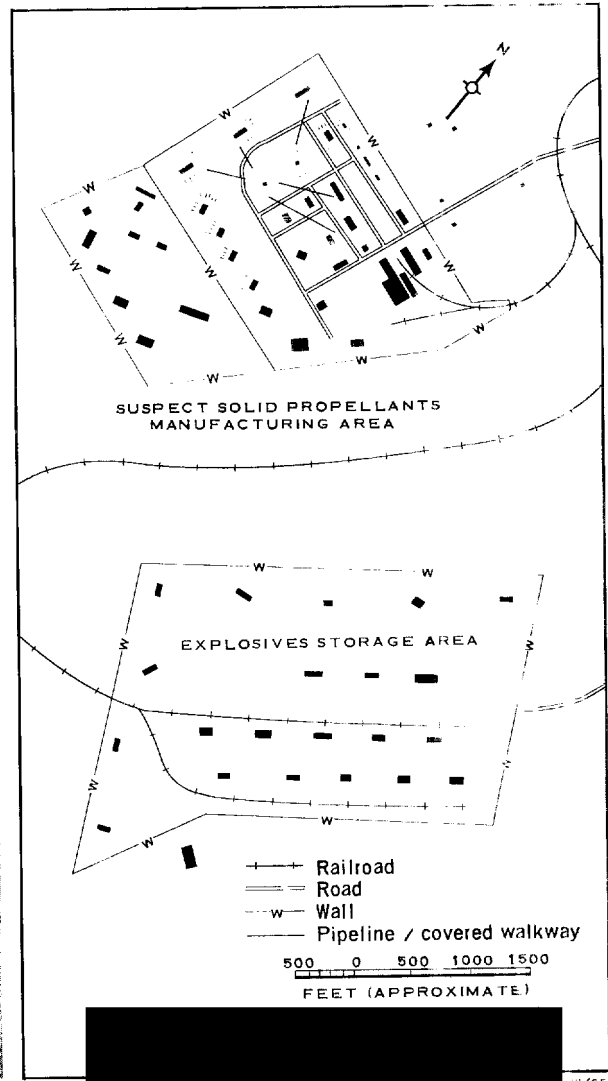 N
W
W
W
W
W
W
W
W
W
W
W
SUSPECT SOLID PROPELLANTS
MANUFACTURING AREA
W
W
W
W
EXPLOSIVES STORAGE AREA
W
W
W
W
W
Railroad
Road
W
Wall
Pipeline / covered walkway
500 0 500 1000 1500
FEET (APPROXIMATE)